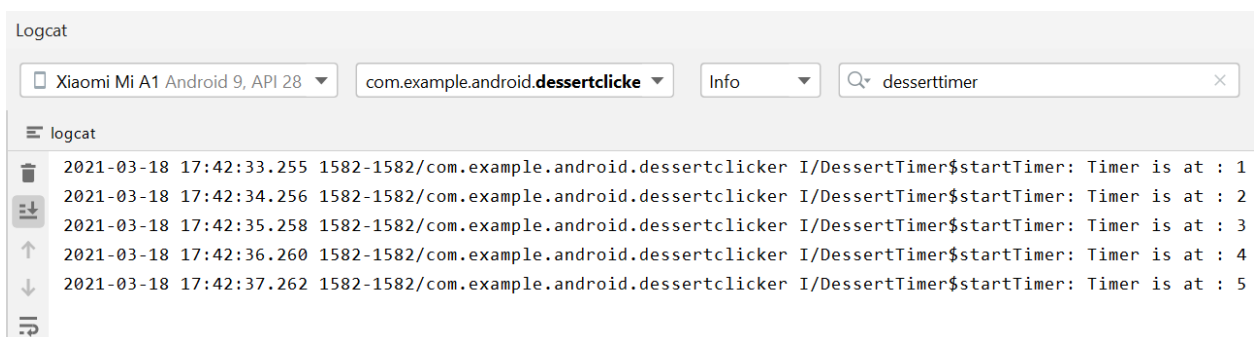 Logcat
Xiaomi Mi A1 Android 9, API 28
com.example.android.dessertclicke
Info
desserttimer
logcat
2021-03-18 17:42:33.255 1582-1582/com.example.android.dessertclicker I/DessertTimer$startTimer: Timer is at : 1
2021-03-18 17:42:34.256 1582-1582/com.example.android.dessertclicker I/DessertTimer$startTimer: Timer is at : 2
2021-03-18 17:42:35.258 1582-1582/com.example.android.dessertclicker I/DessertTimer$startTimer: Timer is at : 3
2021-03-18 17:42:36.260 1582-1582/com.example.android.dessertclicker I/DessertTimer$startTimer: Timer is at : 4
2021-03-18 17:42:37.262 1582-1582/com.example.android.dessertclicker I/DessertTimer$startTimer: Timer is at : 5